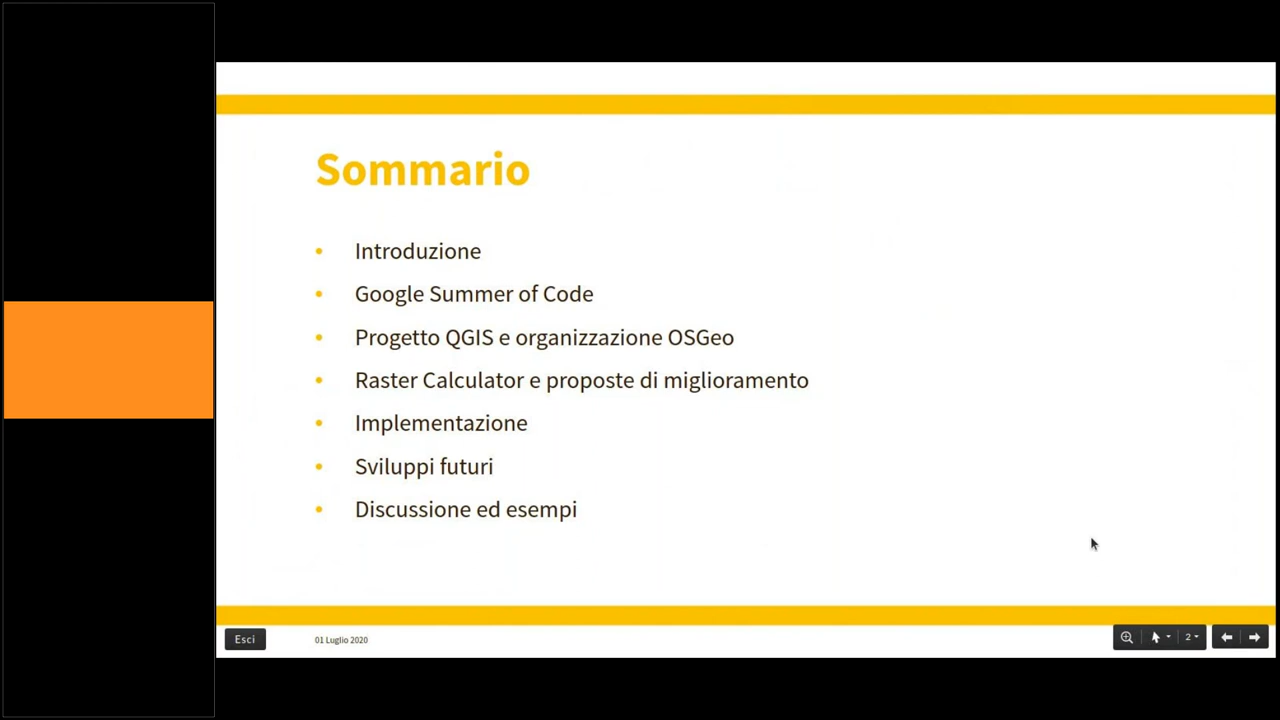 Sommario
Introduzione
Google Summer of Code
Progetto QGIS e organizzazione OSGeo
Raster Calculator e proposte di miglioramento
Implementazione
Sviluppi futuri
Discussione ed esempi
Esci
01 Luglio 2020
2